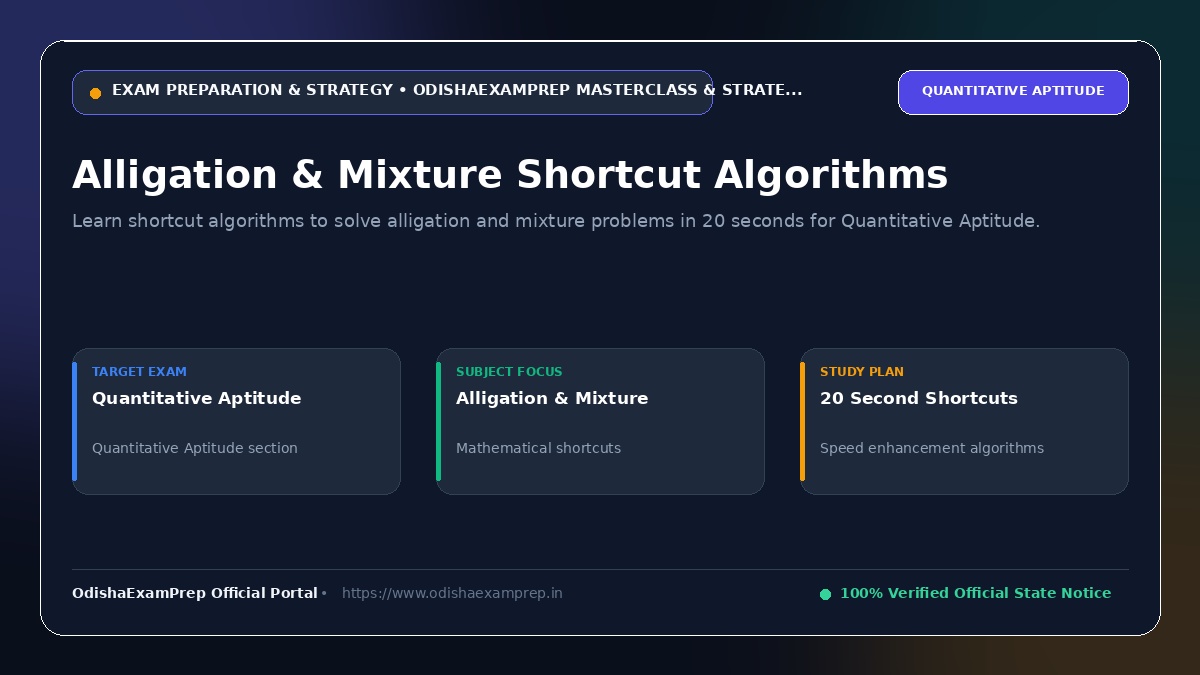 EXAM PREPARATION & STRATEGY • ODISHAEXAMPREP MASTERCLASS & STRATE...
QUANTITATIVE APTITUDE
Alligation & Mixture Shortcut Algorithms
Learn shortcut algorithms to solve alligation and mixture problems in 20 seconds for Quantitative Aptitude.
TARGET EXAM
Quantitative Aptitude
Quantitative Aptitude section
SUBJECT FOCUS
Alligation & Mixture
Mathematical shortcuts
STUDY PLAN
20 Second Shortcuts
Speed enhancement algorithms
OdishaExamPrep Official Portal • https://www.odishaexamprep.in
100% Verified Official State Notice